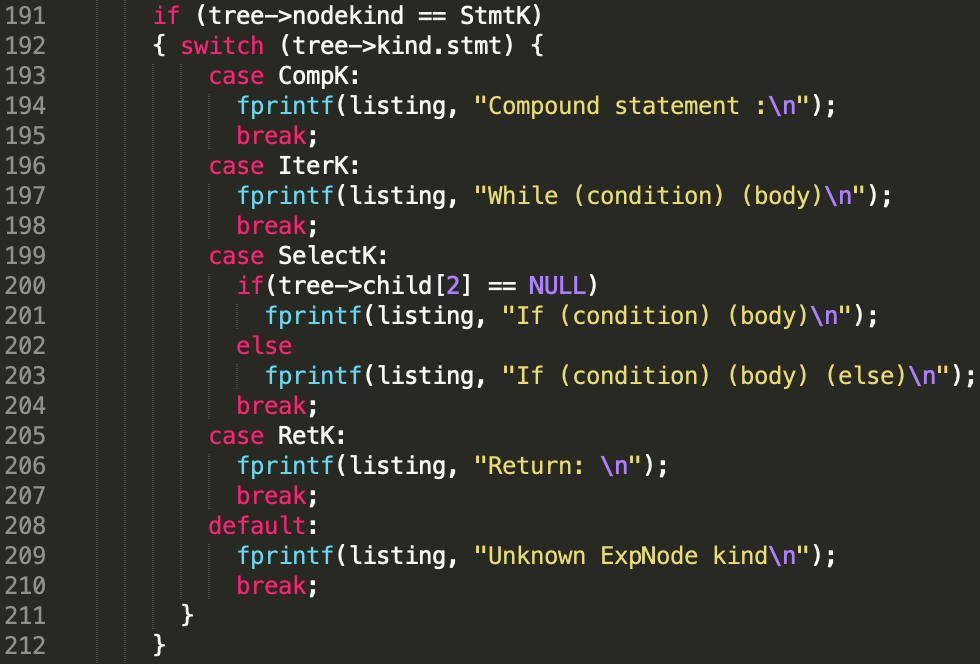 191 if (tree->nodekind == StmtK)
192 { switch (tree->kind.stmt) {
193 case CompK:
194 fprintf(listing, "Compound statement :\n");
195 break;
196 case IterK:
197 fprintf(listing, "While (condition) (body)\n");
198 break;
199 case SelectK:
200 if(tree->child[2] == NULL)
201 fprintf(listing, "If (condition) (body)\n");
202 else
203 fprintf(listing, "If (condition) (body) (else)\n");
204 break;
205 case RetK:
206 fprintf(listing, "Return: \n");
207 break;
208 default:
209 fprintf(listing, "Unknown ExpNode kind\n");
210 break;
211 }
212 }